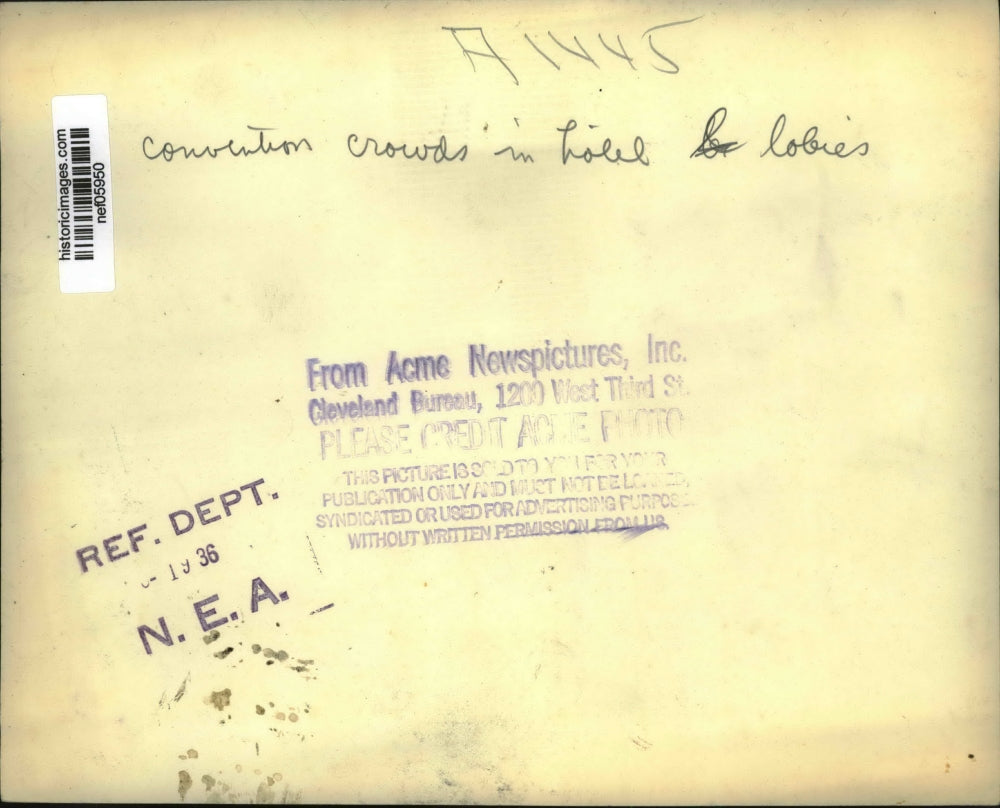 A1445
convention crowds in hotel lobies
historicimages.com
nef05950
From Acme Newspictures, Inc.
Cleveland Bureau, 1200 West Third St.
PLEASE CREDIT ACME PHOTO
THIS PICTURE IS SOLD TO YOU FOR YOUR
PUBLICATION ONLY AND MUST NOT BE LOANED,
SYNDICATED OR USED FOR ADVERTISING PURPOSES
WITHOUT WRITTEN PERMISSION FROM US.
REF. DEPT.
36
N. E. A.